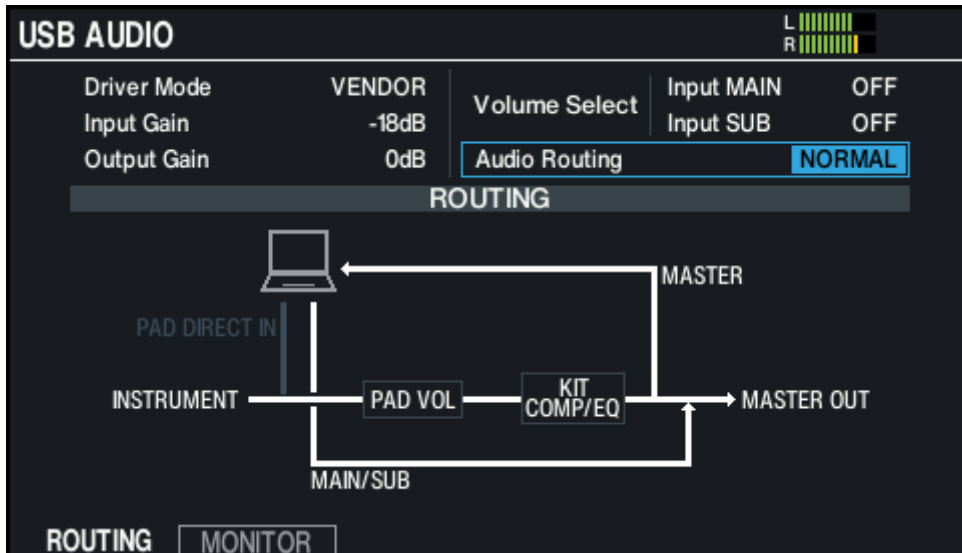 USB AUDIO
L
R
Driver Mode VENDOR
Input Gain -18dB
Output Gain 0dB
Volume Select
Input MAIN OFF
Input SUB OFF
Audio Routing NORMAL
ROUTING
MASTER
PAD DIRECT IN
INSTRUMENT
PAD VOL
KIT
COMP/EQ
MASTER OUT
MAIN/SUB
ROUTING MONITOR